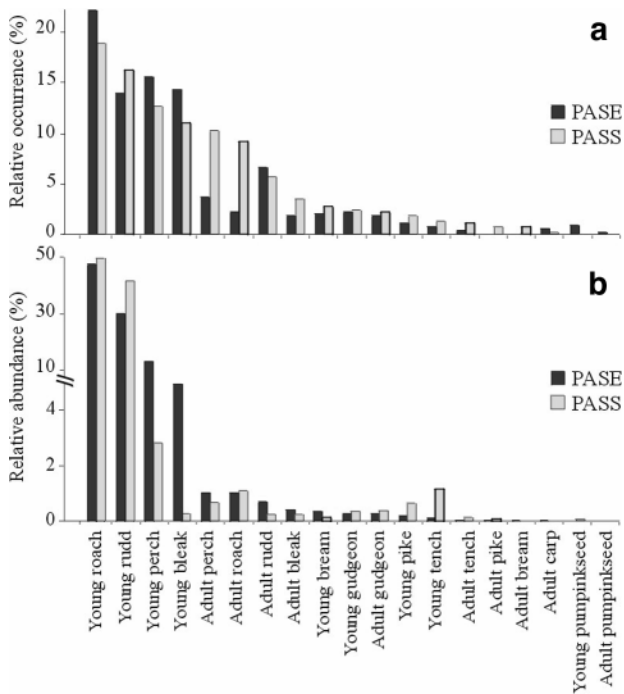 a
Relative occurrence (%)
20
15
10
5
0
PASE
PASS
b
Relative abundance (%)
50
30
10
4
2
0
PASE
PASS
Young roach
Young rudd
Young perch
Young bleak
Adult perch
Adult roach
Adult rudd
Adult bleak
Young bream
Young gudgeon
Adult gudgeon
Young pike
Young tench
Adult tench
Adult pike
Adult bream
Adult carp
Young pumpinkseed
Adult pumpinkseed